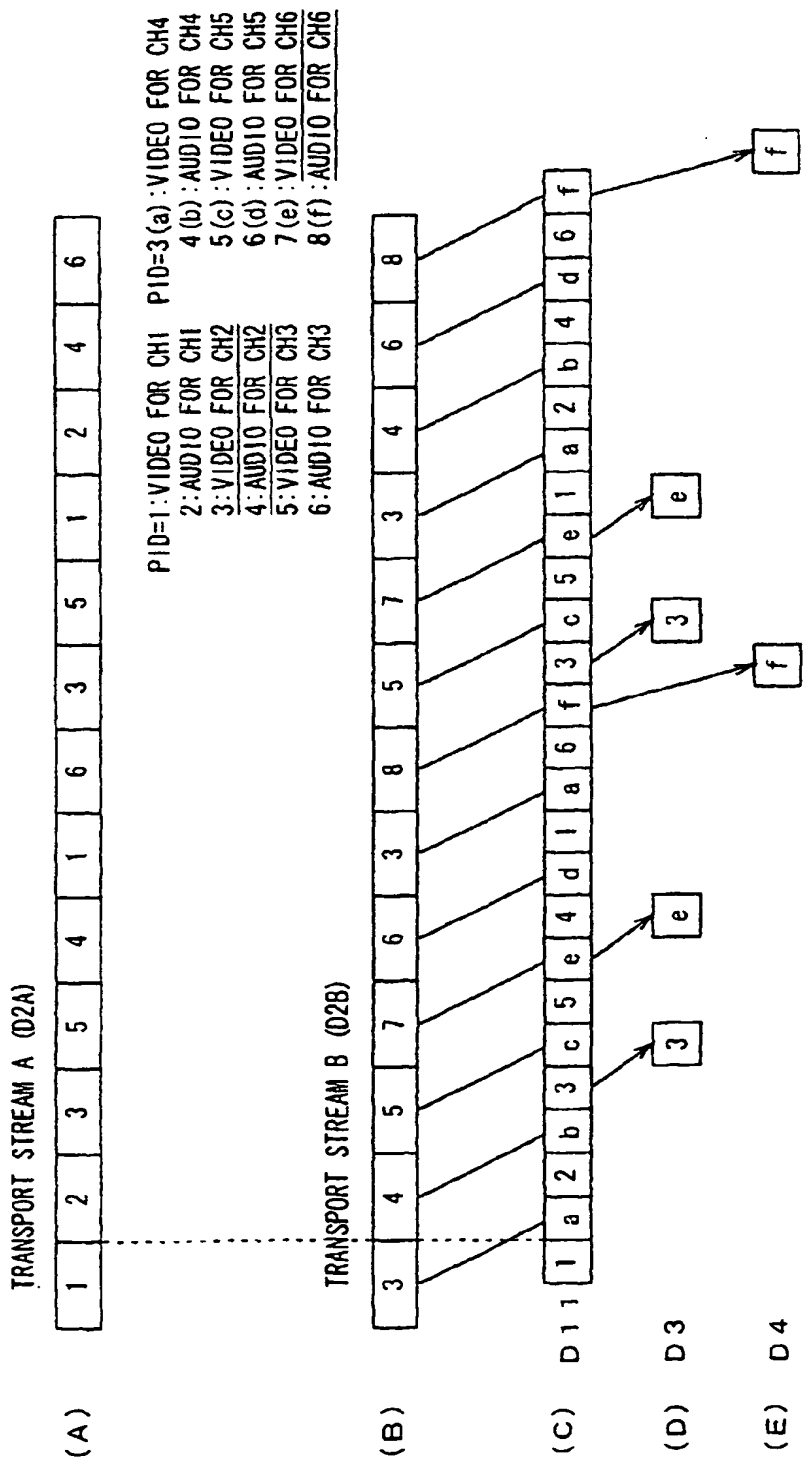 TRANSPORT STREAM A (D2A)
(A) 1 2 3 5 4 1 6 3 5 1 2 4 6
PID=1:VIDEO FOR CH1
2:AUDIO FOR CH1
3:VIDEO FOR CH2
4:AUDIO FOR CH2
5:VIDEO FOR CH3
6:AUDIO FOR CH3
PID=3(a):VIDEO FOR CH4
4(b):AUDIO FOR CH4
5(c):VIDEO FOR CH5
6(d):AUDIO FOR CH5
7(e):VIDEO FOR CH6
8(f):AUDIO FOR CH6
TRANSPORT STREAM B (D2B)
(B) 3 4 5 7 6 3 8 5 7 3 4 6 8
(C) D11 1 a 2 b 3 c 5 e 4 d 1 a 6 f 3 c 5 e 1 a 2 b 4 d 6 f
(D) D3 3 e 3 e
(E) D4 f f